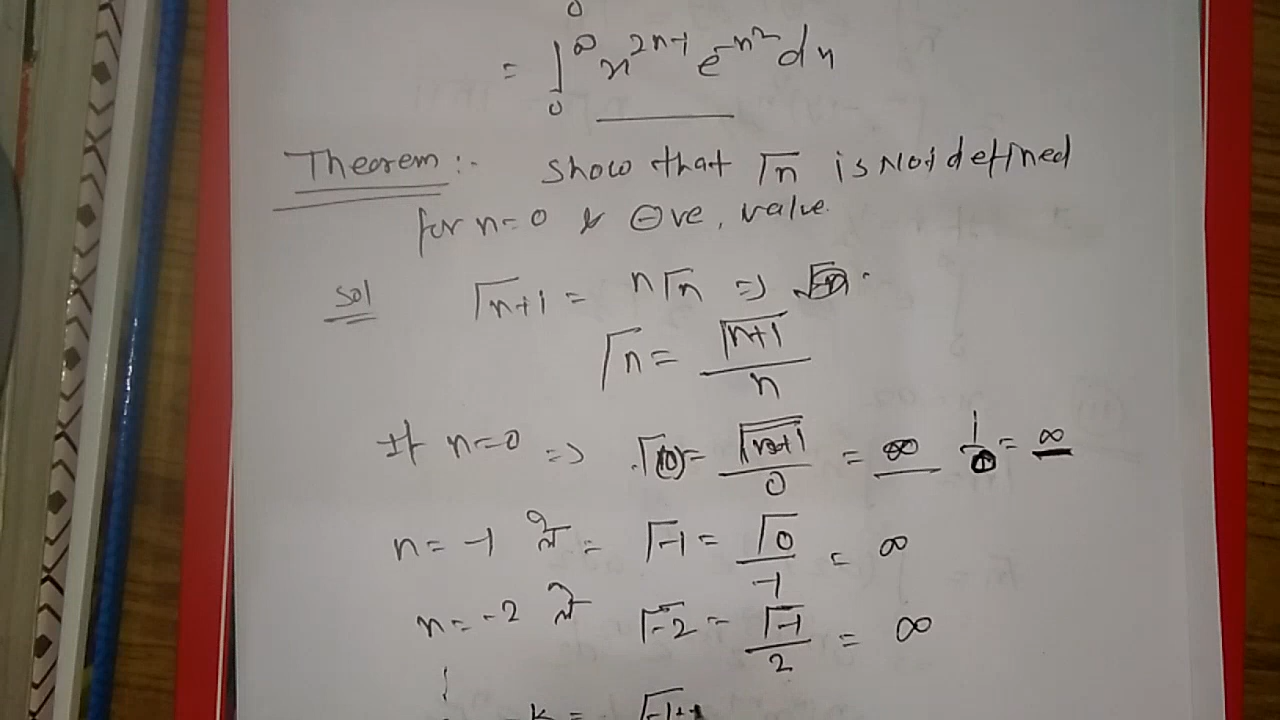 0
= ∫₀^∞ x^{2n-1} e^{-x²} dx
Theorem :- Show that Γn is Not defined
for n=0 & ⊖ve, value.
Sol Γn+1 = nΓn =>
Γn = Γn+1 / n
If n=0 => Γ(0) = Γ0+1 / 0 = ∞ 1/0 = ∞
n = -1 = Γ-1 = Γ0 / -1 = ∞
n = -2 Γ-2 = Γ-1 / 2 = ∞